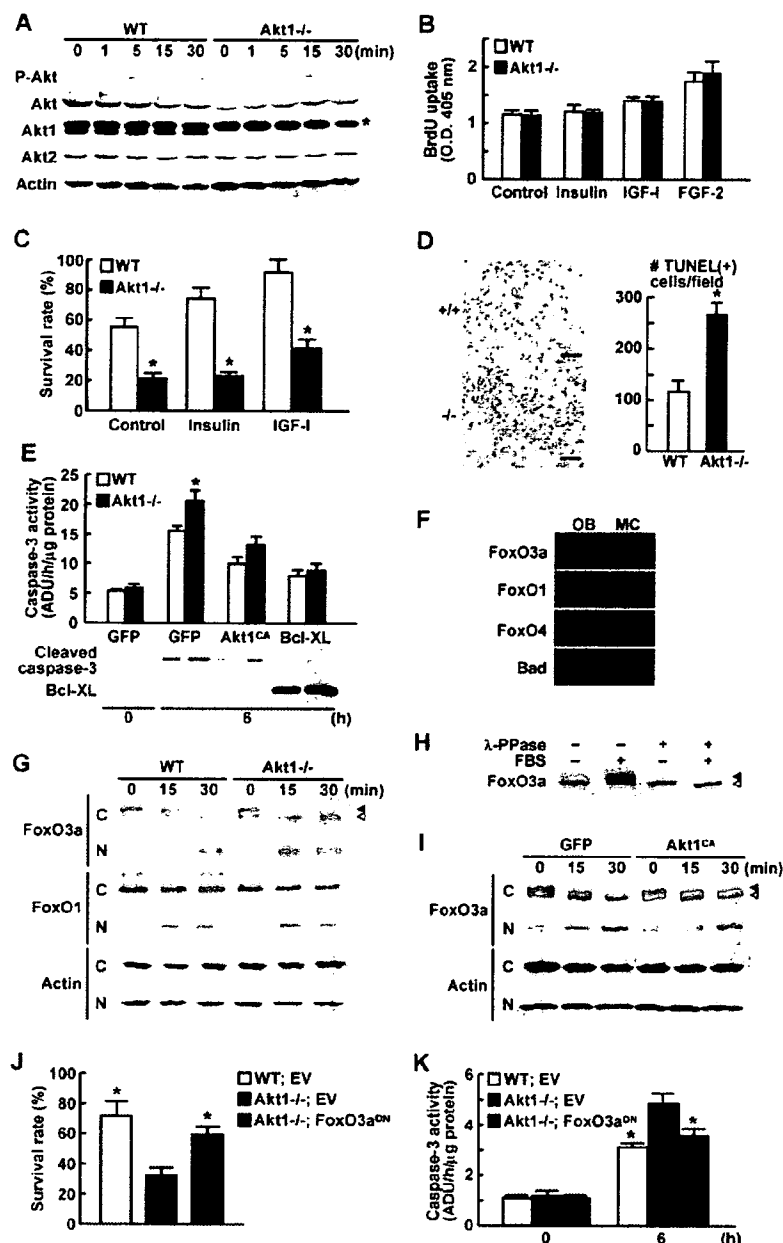 A
WT Akt1-/-
0 1 5 15 30 0 1 5 15 30 (min)
P-Akt
Akt
Akt1 *
Akt2
Actin
B
WT
Akt1-/-
BrdU uptake
(O.D. 405 nm)
2
1
0
Control Insulin IGF-I FGF-2
C
WT
Akt1-/-
Survival rate (%)
100
80
60
40
20
0
* * *
Control Insulin IGF-I
D
# TUNEL(+)
cells/field
+/+
-/-
300
200
100
0
*
WT Akt1-/-
E
WT
Akt1-/-
Caspase-3 activity
(ADU/h/μg protein)
25
20
15
10
5
0
*
GFP GFP Akt1CA Bcl-XL
Cleaved
caspase-3
Bcl-XL
0 6 (h)
F
OB MC
FoxO3a
FoxO1
FoxO4
Bad
G
WT Akt1-/-
0 15 30 0 15 30 (min)
FoxO3a
C
N
FoxO1
C
N
Actin
C
N
H
λ-PPase - - + +
FBS - + - +
FoxO3a
I
GFP Akt1CA
0 15 30 0 15 30 (min)
FoxO3a
C
N
Actin
C
N
J
Survival rate (%)
100
80
60
40
20
0
* *
WT; EV
Akt1-/-; EV
Akt1-/-; FoxO3aDN
K
WT; EV
Akt1-/-; EV
Akt1-/-; FoxO3aDN
Caspase-3 activity
(ADU/h/μg protein)
6
4
2
0
* *
0 6 (h)